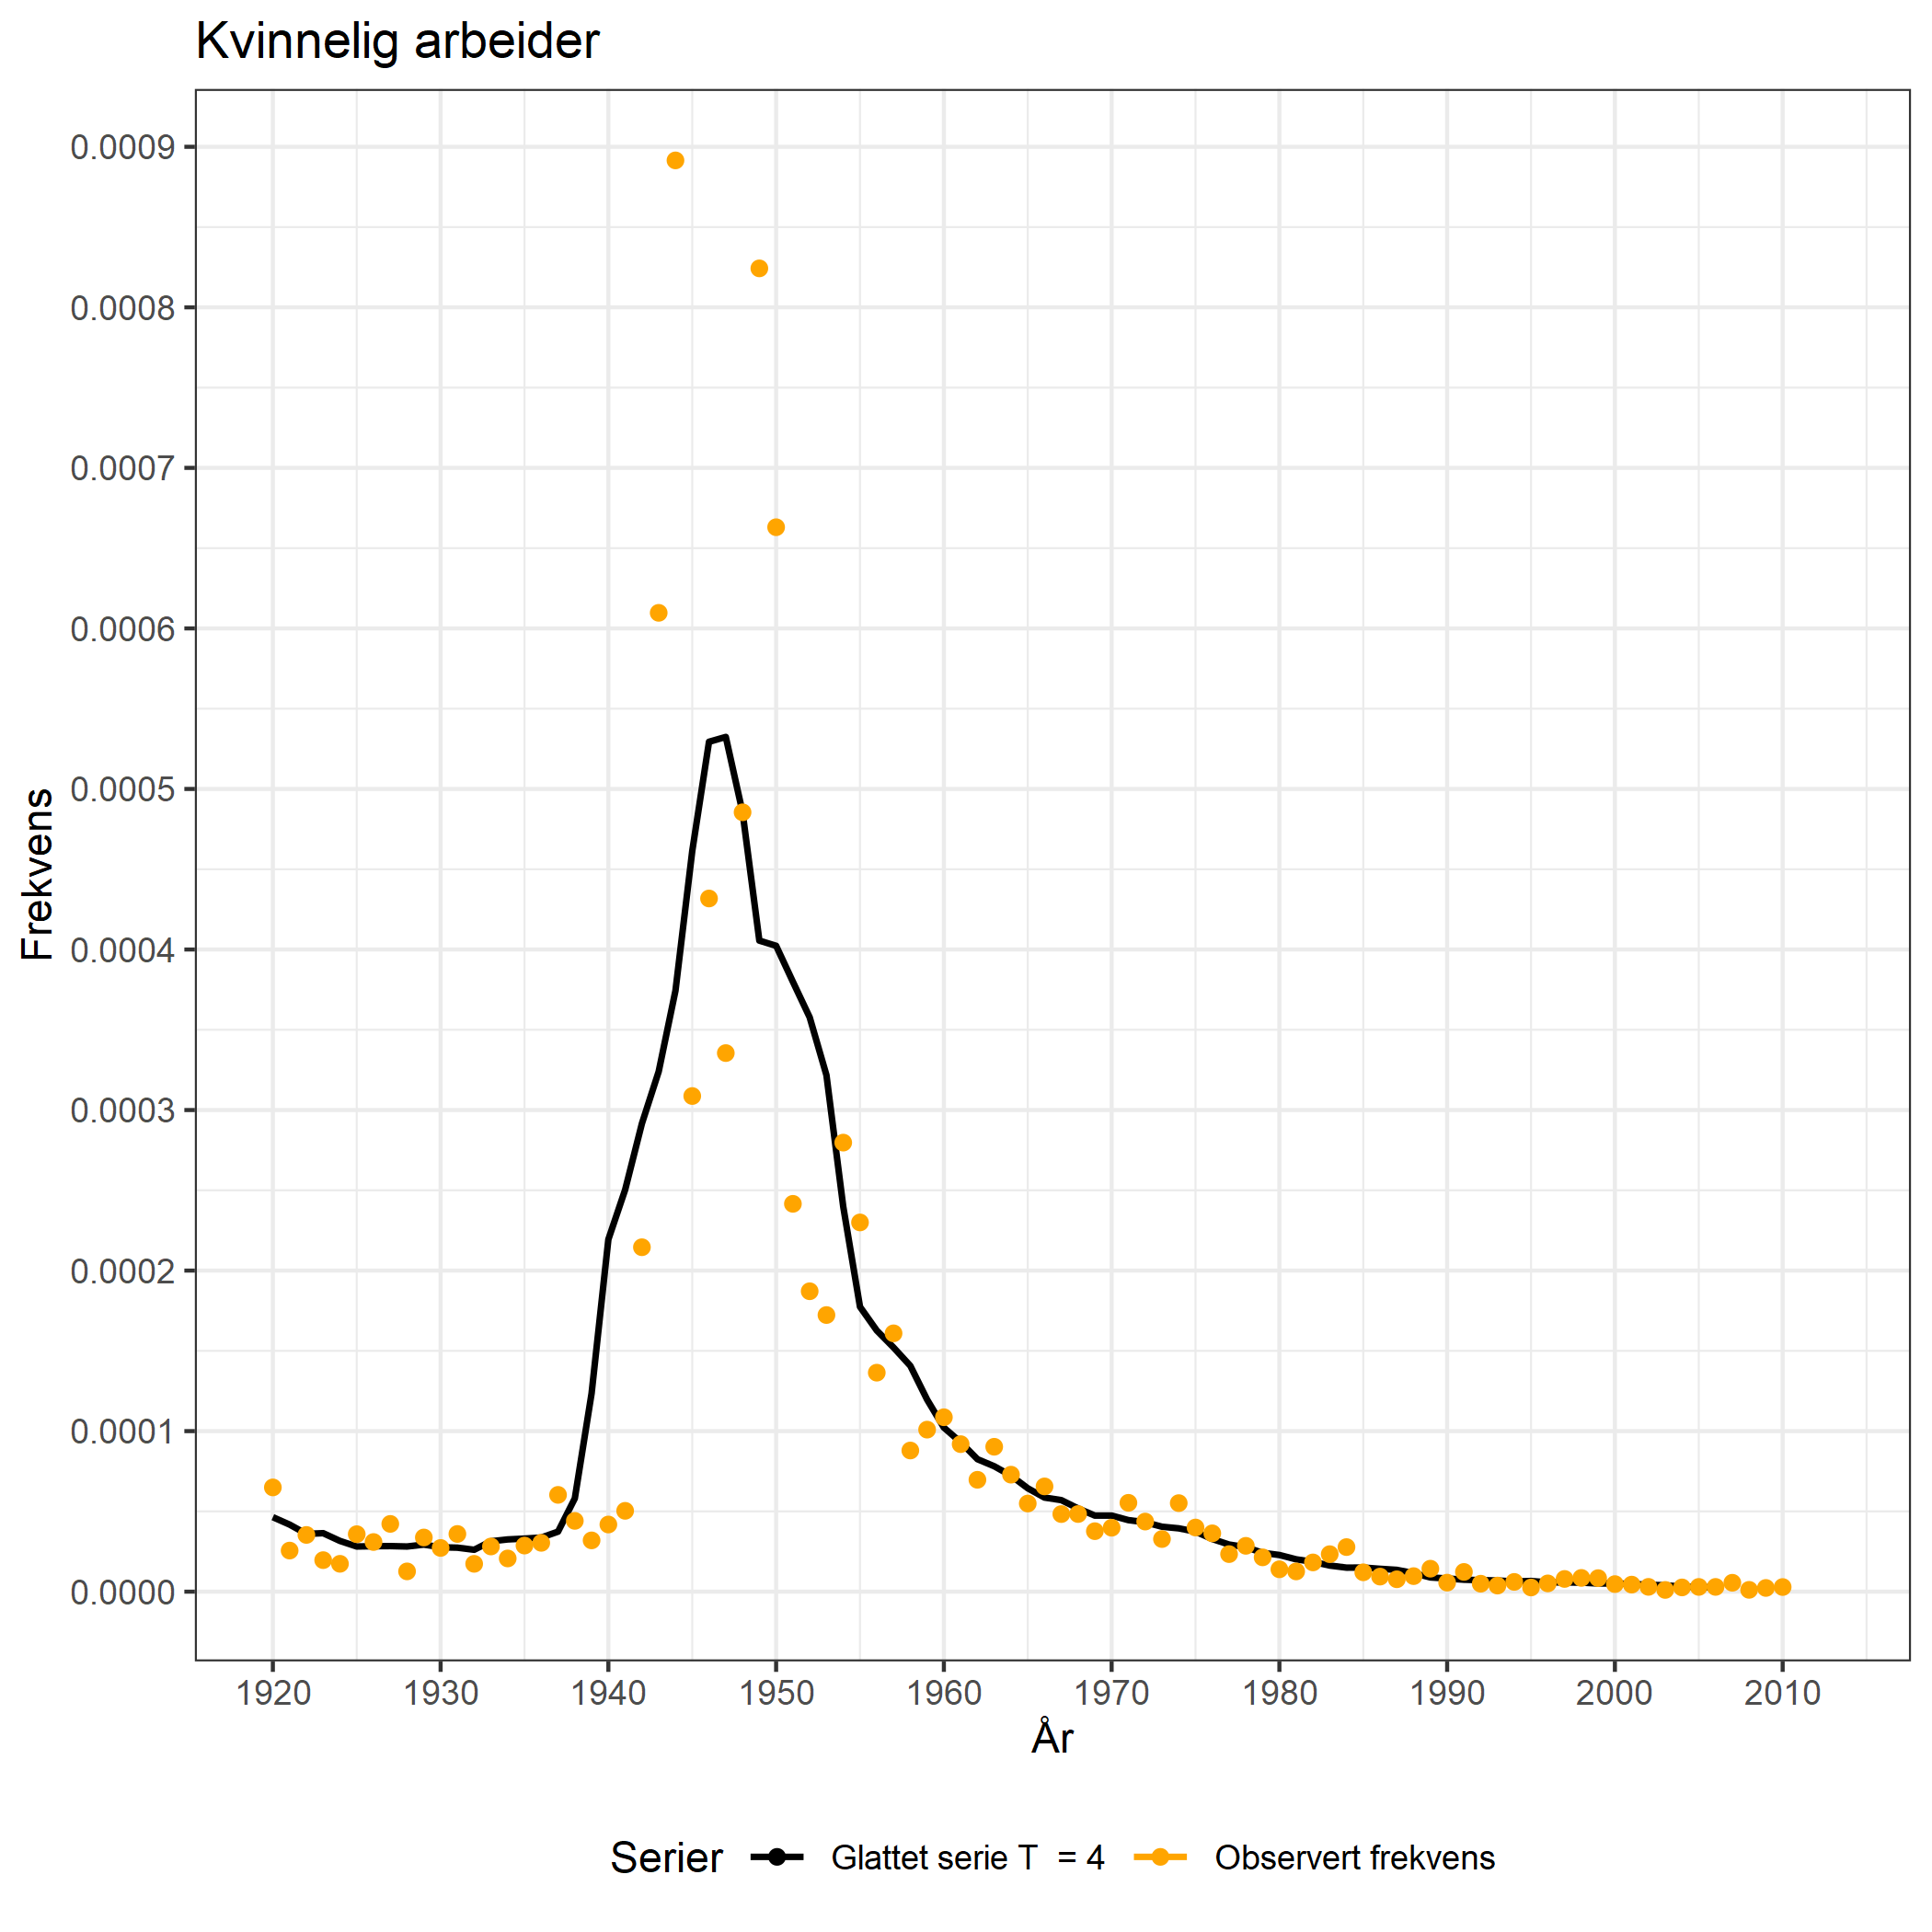 Kvinnelig arbeider
0.0009
0.0008
0.0007
0.0006
0.0005
0.0004
0.0003
0.0002
0.0001
0.0000
Frekvens
1920 1930 1940 1950 1960 1970 1980 1990 2000 2010
År
Serier Glattet serie T = 4 Observert frekvens